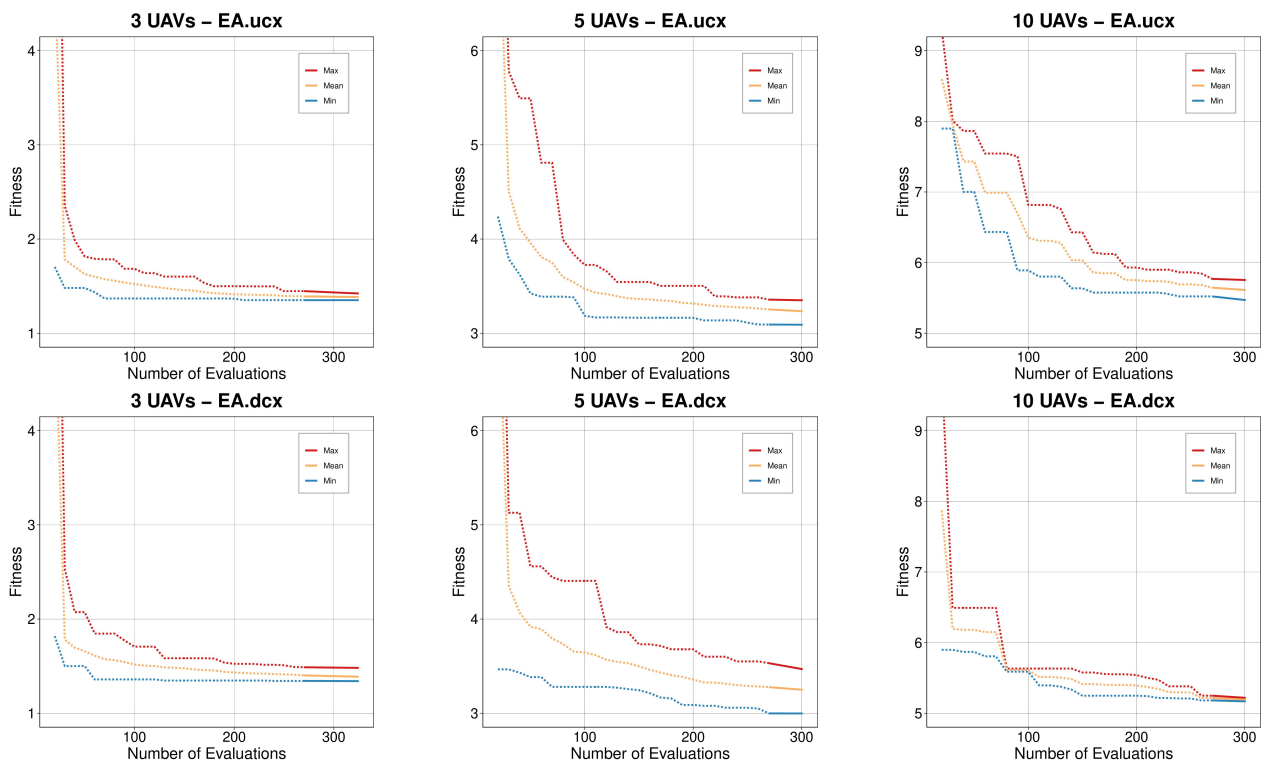 3 UAVs – EA.ucx
4
3
2
1
Fitness
Max
Mean
Min
100
200
300
Number of Evaluations
5 UAVs – EA.ucx
6
5
4
3
Fitness
Max
Mean
Min
100
200
300
Number of Evaluations
10 UAVs – EA.ucx
9
8
7
6
5
Fitness
Max
Mean
Min
100
200
300
Number of Evaluations
3 UAVs – EA.dcx
4
3
2
1
Fitness
Max
Mean
Min
100
200
300
Number of Evaluations
5 UAVs – EA.dcx
6
5
4
3
Fitness
Max
Mean
Min
100
200
300
Number of Evaluations
10 UAVs – EA.dcx
9
8
7
6
5
Fitness
Max
Mean
Min
100
200
300
Number of Evaluations